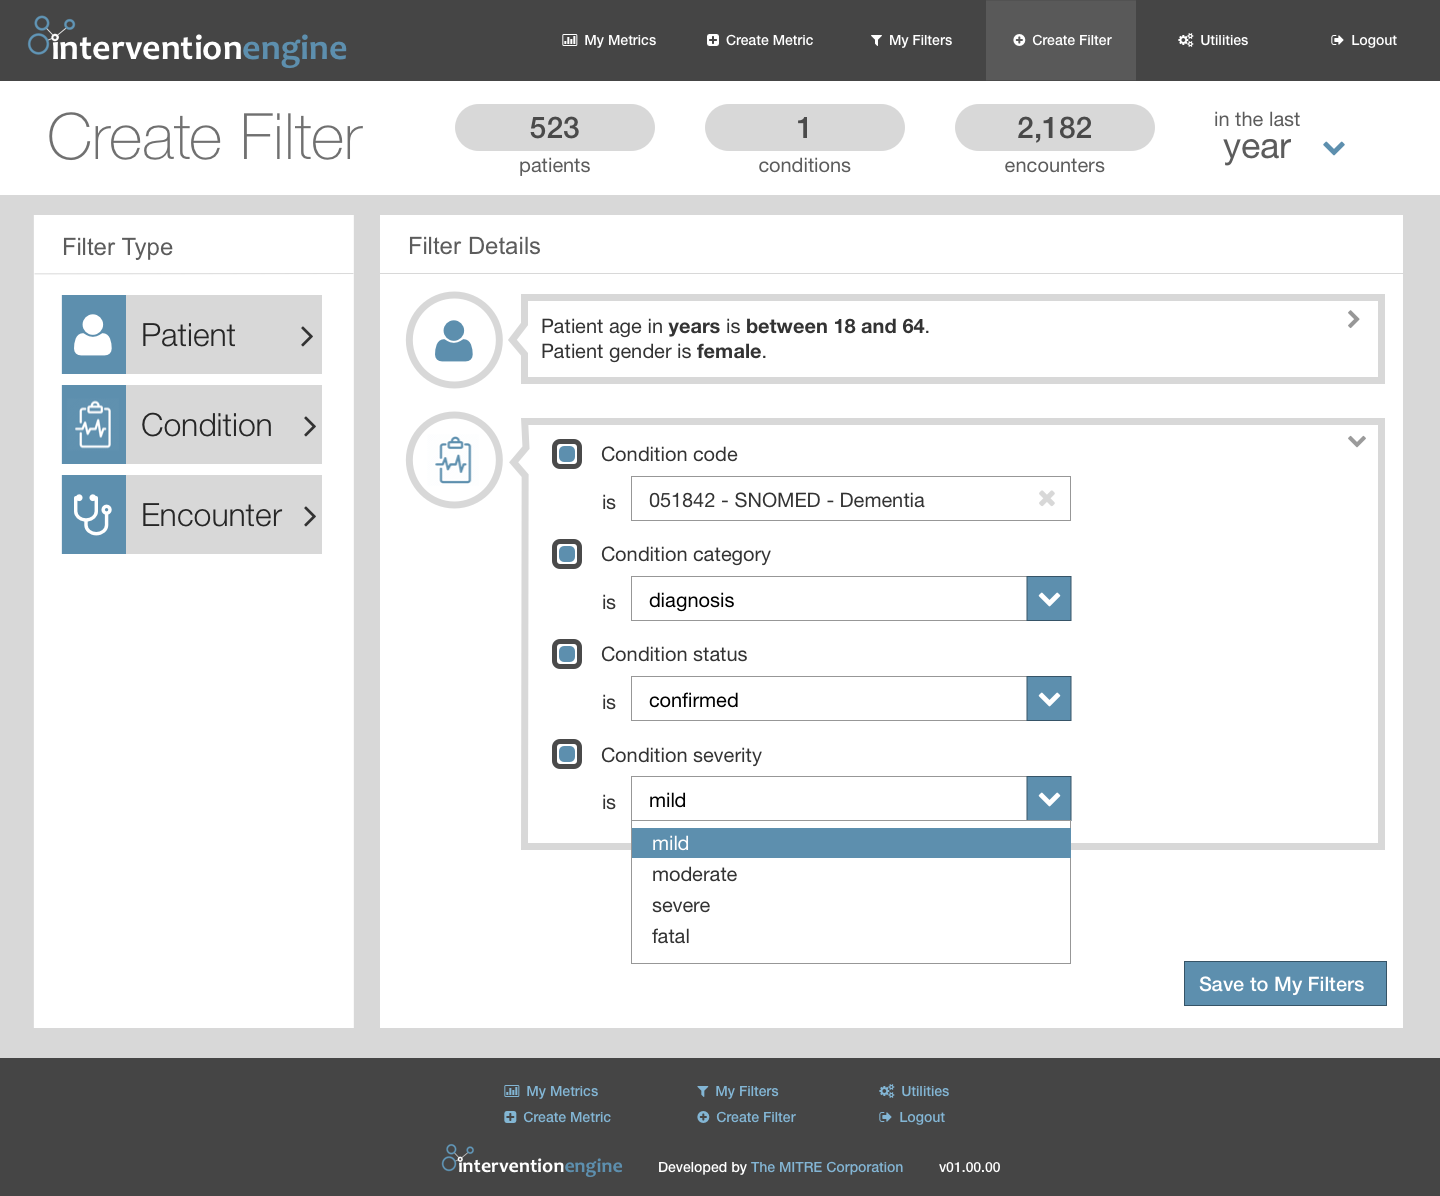 interventionengine
My Metrics
Create Metric
My Filters
Create Filter
Utilities
Logout
Create Filter
523
patients
1
conditions
2,182
encounters
in the last
year
Filter Type
Patient
Condition
Encounter
Filter Details
Patient age in years is between 18 and 64.
Patient gender is female.
Condition code
is 051842 - SNOMED - Dementia
Condition category
is diagnosis
Condition status
is confirmed
Condition severity
is mild
mild
moderate
severe
fatal
Save to My Filters
My Metrics
My Filters
Utilities
Create Metric
Create Filter
Logout
interventionengine
Developed by The MITRE Corporation
v01.00.00